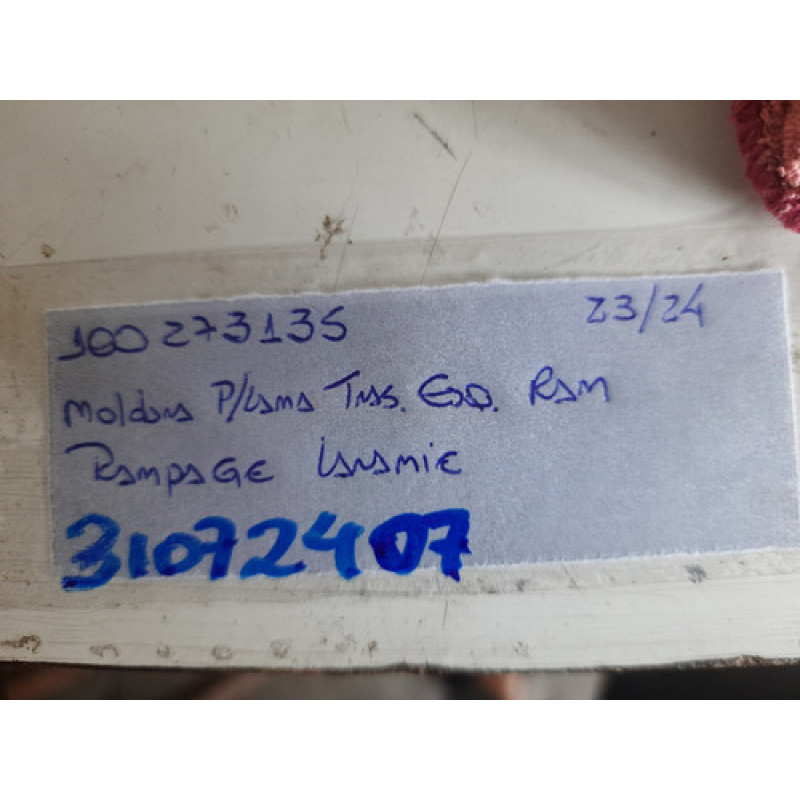 100273135 23/24
Moldura P/Lama Tras. Esq. Ram
Rampage Laramie
31072407